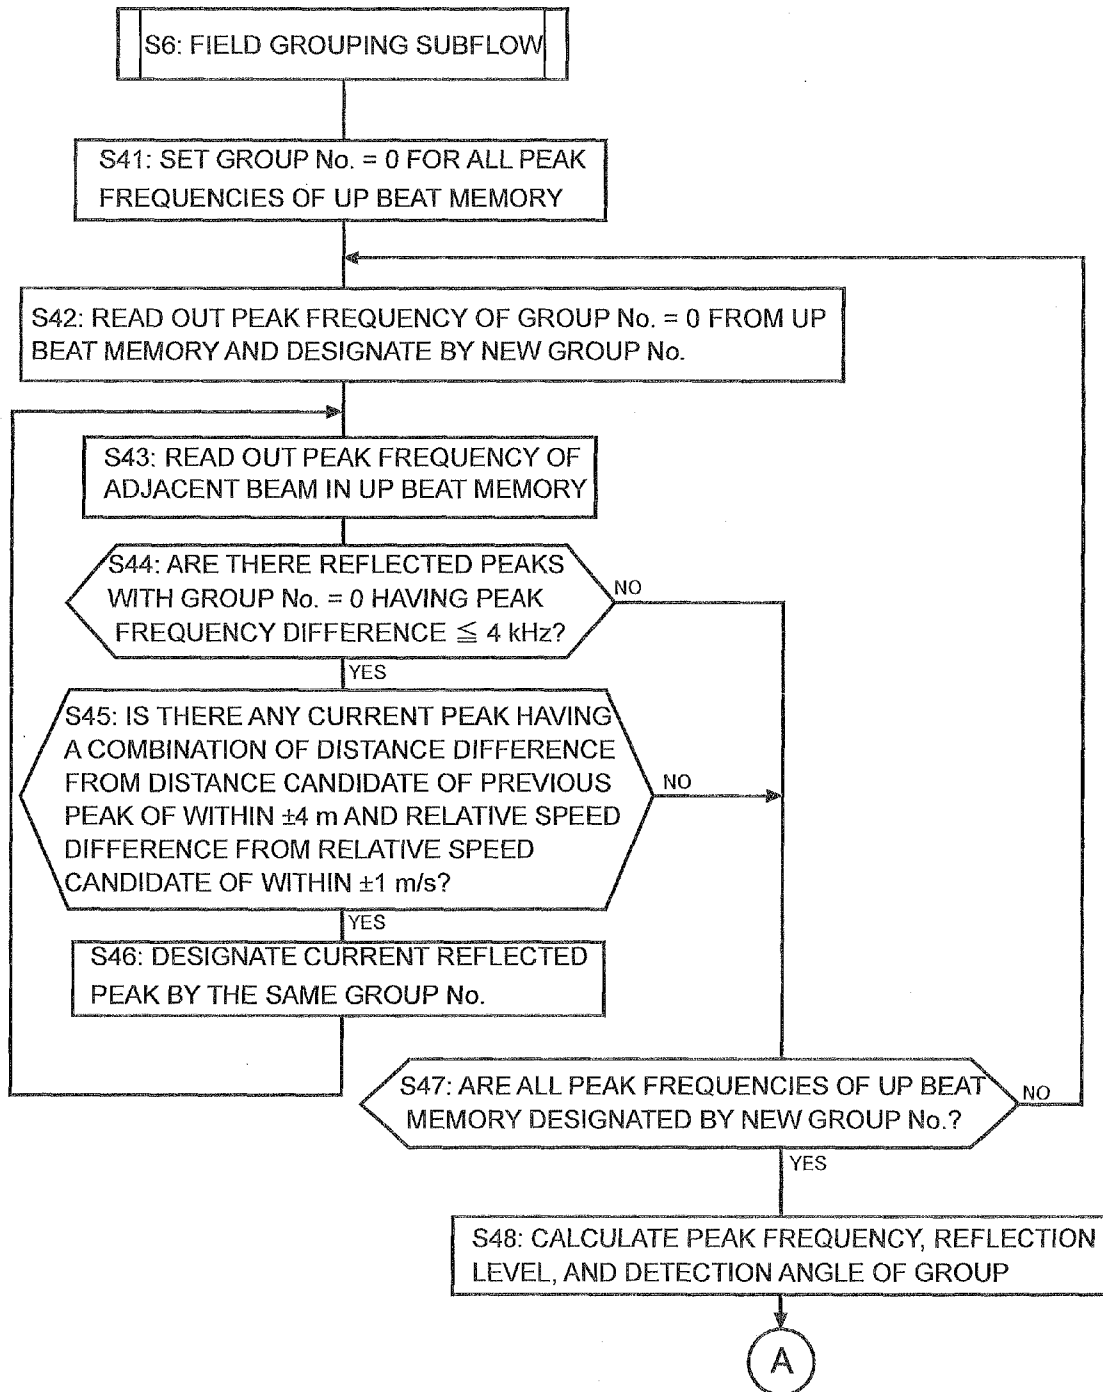 S6: FIELD GROUPING SUBFLOW
S41: SET GROUP No. = 0 FOR ALL PEAK
FREQUENCIES OF UP BEAT MEMORY
S42: READ OUT PEAK FREQUENCY OF GROUP No. = 0 FROM UP
BEAT MEMORY AND DESIGNATE BY NEW GROUP No.
S43: READ OUT PEAK FREQUENCY OF
ADJACENT BEAM IN UP BEAT MEMORY
S44: ARE THERE REFLECTED PEAKS
WITH GROUP No. = 0 HAVING PEAK
FREQUENCY DIFFERENCE ≦ 4 kHz?
NO
YES
S45: IS THERE ANY CURRENT PEAK HAVING
A COMBINATION OF DISTANCE DIFFERENCE
FROM DISTANCE CANDIDATE OF PREVIOUS
PEAK OF WITHIN ±4 m AND RELATIVE SPEED
DIFFERENCE FROM RELATIVE SPEED
CANDIDATE OF WITHIN ±1 m/s?
NO
YES
S46: DESIGNATE CURRENT REFLECTED
PEAK BY THE SAME GROUP No.
S47: ARE ALL PEAK FREQUENCIES OF UP BEAT
MEMORY DESIGNATED BY NEW GROUP No.?
NO
YES
S48: CALCULATE PEAK FREQUENCY, REFLECTION
LEVEL, AND DETECTION ANGLE OF GROUP
A